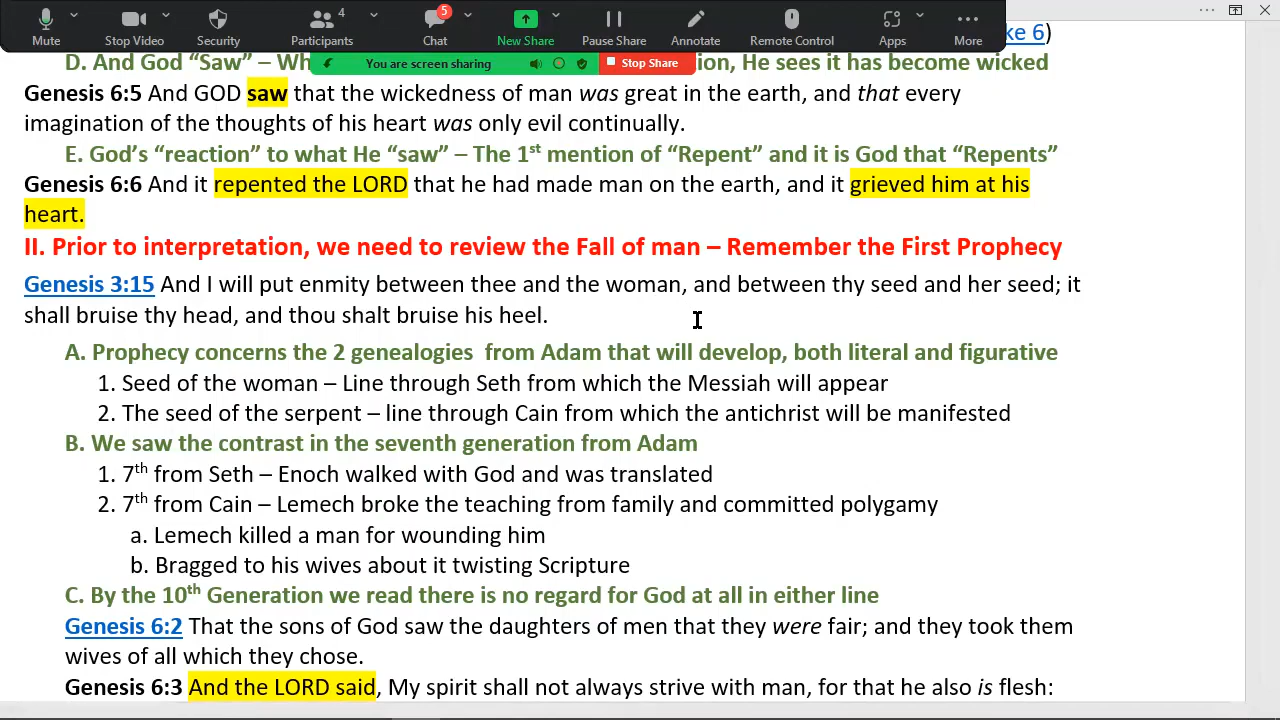 4
5
Mute Stop Video Security Participants Chat New Share Pause Share Annotate Remote Control Apps More
ke 6)
You are screen sharing Stop Share
D. And God “Saw” – Wh ion, He sees it has become wicked
Genesis 6:5 And GOD saw that the wickedness of man was great in the earth, and that every
imagination of the thoughts of his heart was only evil continually.
E. God’s “reaction” to what He “saw” – The 1st mention of “Repent” and it is God that “Repents”
Genesis 6:6 And it repented the LORD that he had made man on the earth, and it grieved him at his
heart.
II. Prior to interpretation, we need to review the Fall of man – Remember the First Prophecy
Genesis 3:15 And I will put enmity between thee and the woman, and between thy seed and her seed; it
shall bruise thy head, and thou shalt bruise his heel.
A. Prophecy concerns the 2 genealogies from Adam that will develop, both literal and figurative
1. Seed of the woman – Line through Seth from which the Messiah will appear
2. The seed of the serpent – line through Cain from which the antichrist will be manifested
B. We saw the contrast in the seventh generation from Adam
1. 7th from Seth – Enoch walked with God and was translated
2. 7th from Cain – Lemech broke the teaching from family and committed polygamy
a. Lemech killed a man for wounding him
b. Bragged to his wives about it twisting Scripture
C. By the 10th Generation we read there is no regard for God at all in either line
Genesis 6:2 That the sons of God saw the daughters of men that they were fair; and they took them
wives of all which they chose.
Genesis 6:3 And the LORD said, My spirit shall not always strive with man, for that he also is flesh: